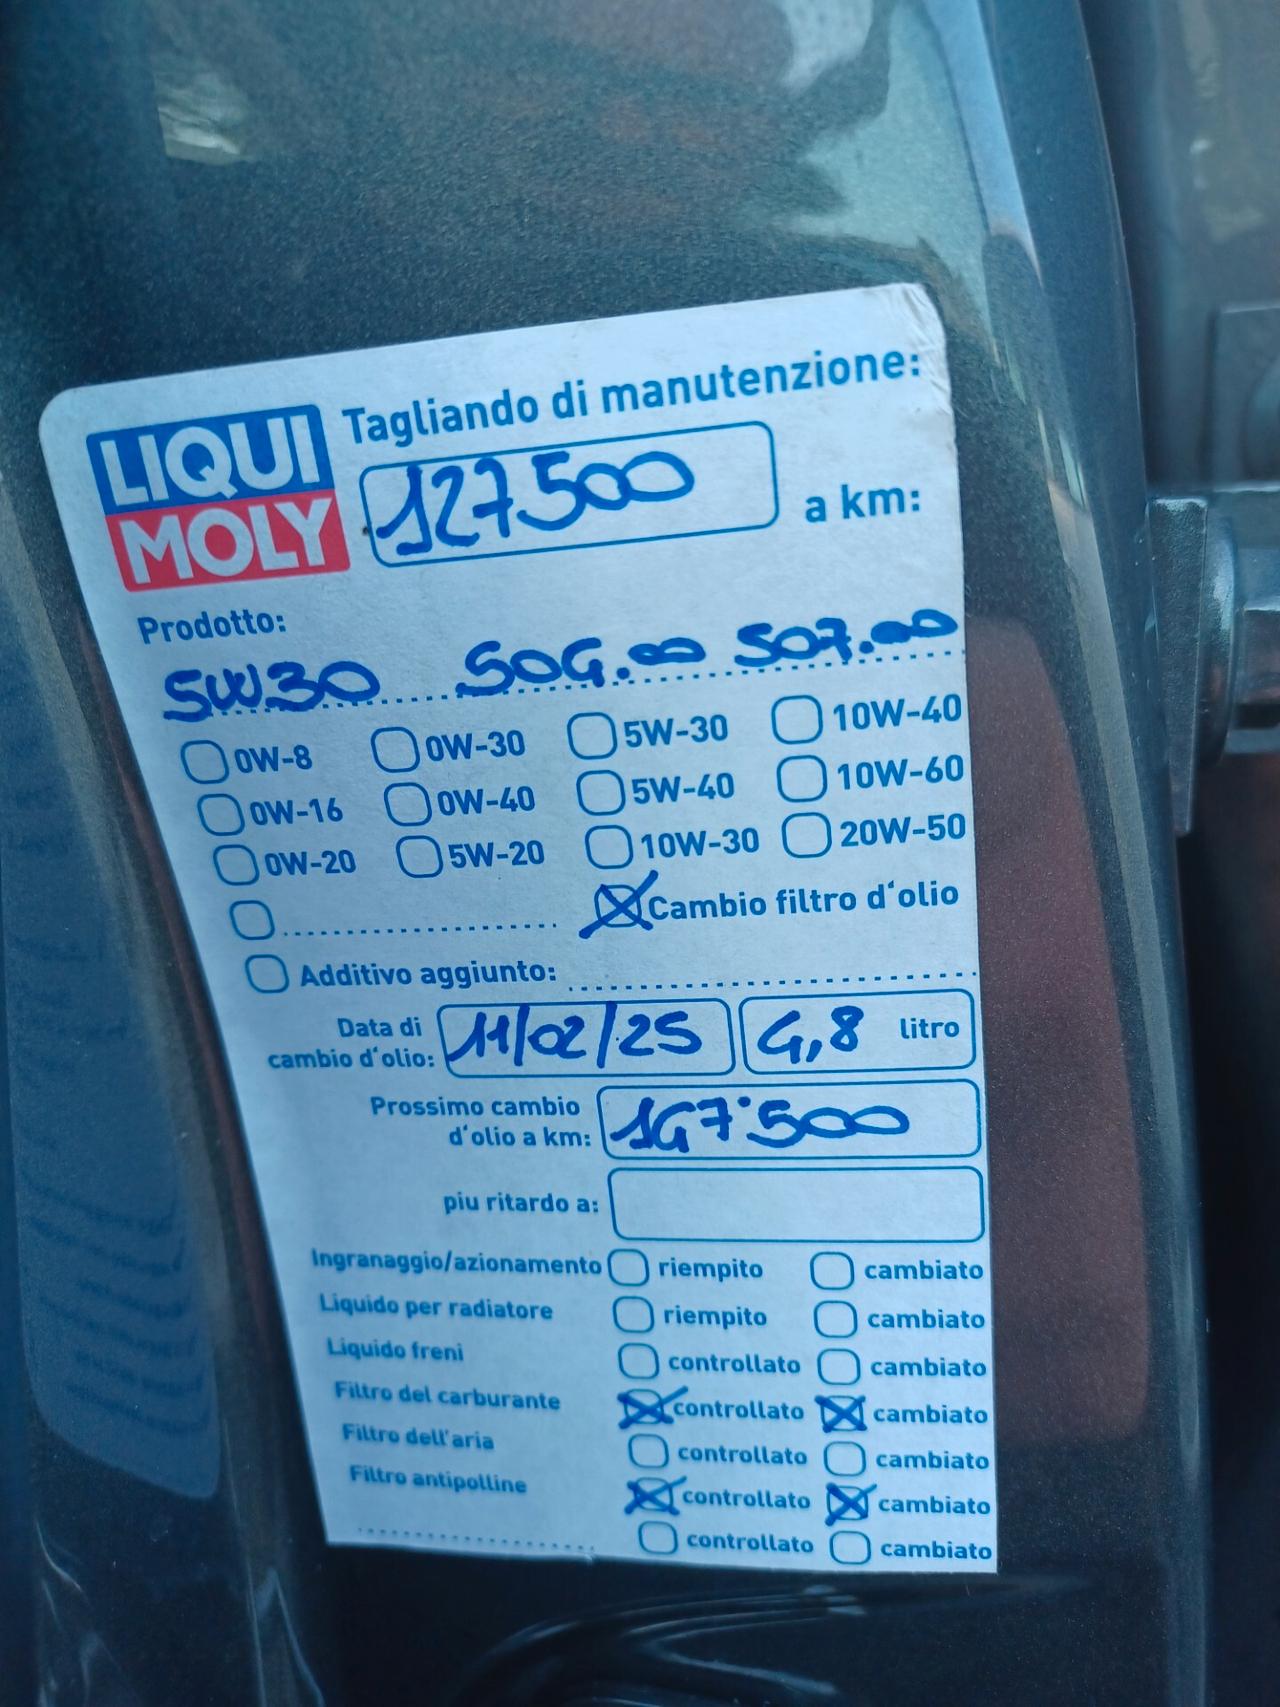 LIQUI
MOLY
Tagliando di manutenzione:
127500 a km:
Prodotto:
5W30 504.00 507.00
0W-8 0W-30 5W-30 10W-40
0W-16 0W-40 5W-40 10W-60
0W-20 5W-20 10W-30 20W-50
Cambio filtro d'olio
Additivo aggiunto:
Data di
cambio d'olio: 11/02/25 4,8 litro
Prossimo cambio
d'olio a km: 147'500
piu ritardo a:
Ingranaggio/azionamento riempito cambiato
Liquido per radiatore riempito cambiato
Liquido freni controllato cambiato
Filtro del carburante controllato cambiato
Filtro dell'aria controllato cambiato
Filtro antipolline controllato cambiato
controllato cambiato